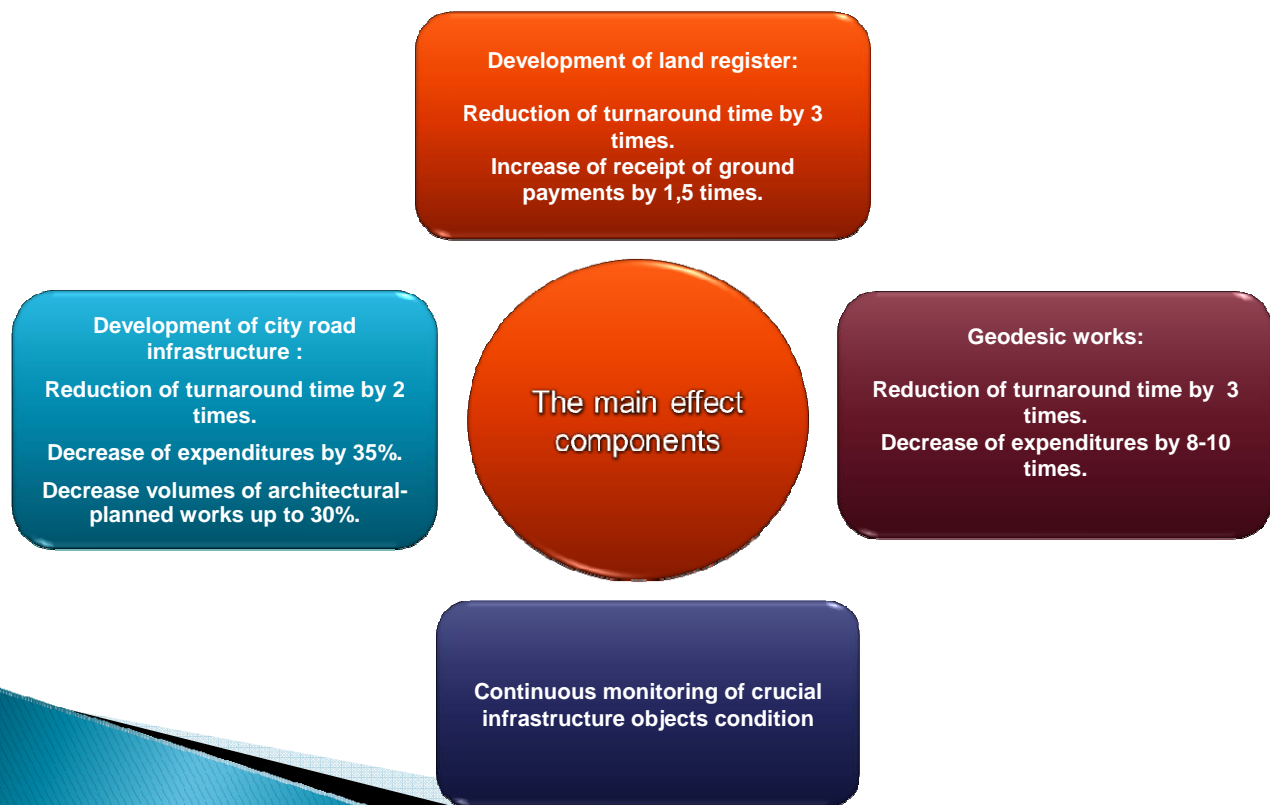 Development of land register:
Reduction of turnaround time by 3
times.
Increase of receipt of ground
payments by 1,5 times.
Development of city road
infrastructure :
Reduction of turnaround time by 2
times.
Decrease of expenditures by 35%.
Decrease volumes of architectural-
planned works up to 30%.
The main effect
components
Geodesic works:
Reduction of turnaround time by 3
times.
Decrease of expenditures by 8-10
times.
Continuous monitoring of crucial
infrastructure objects condition